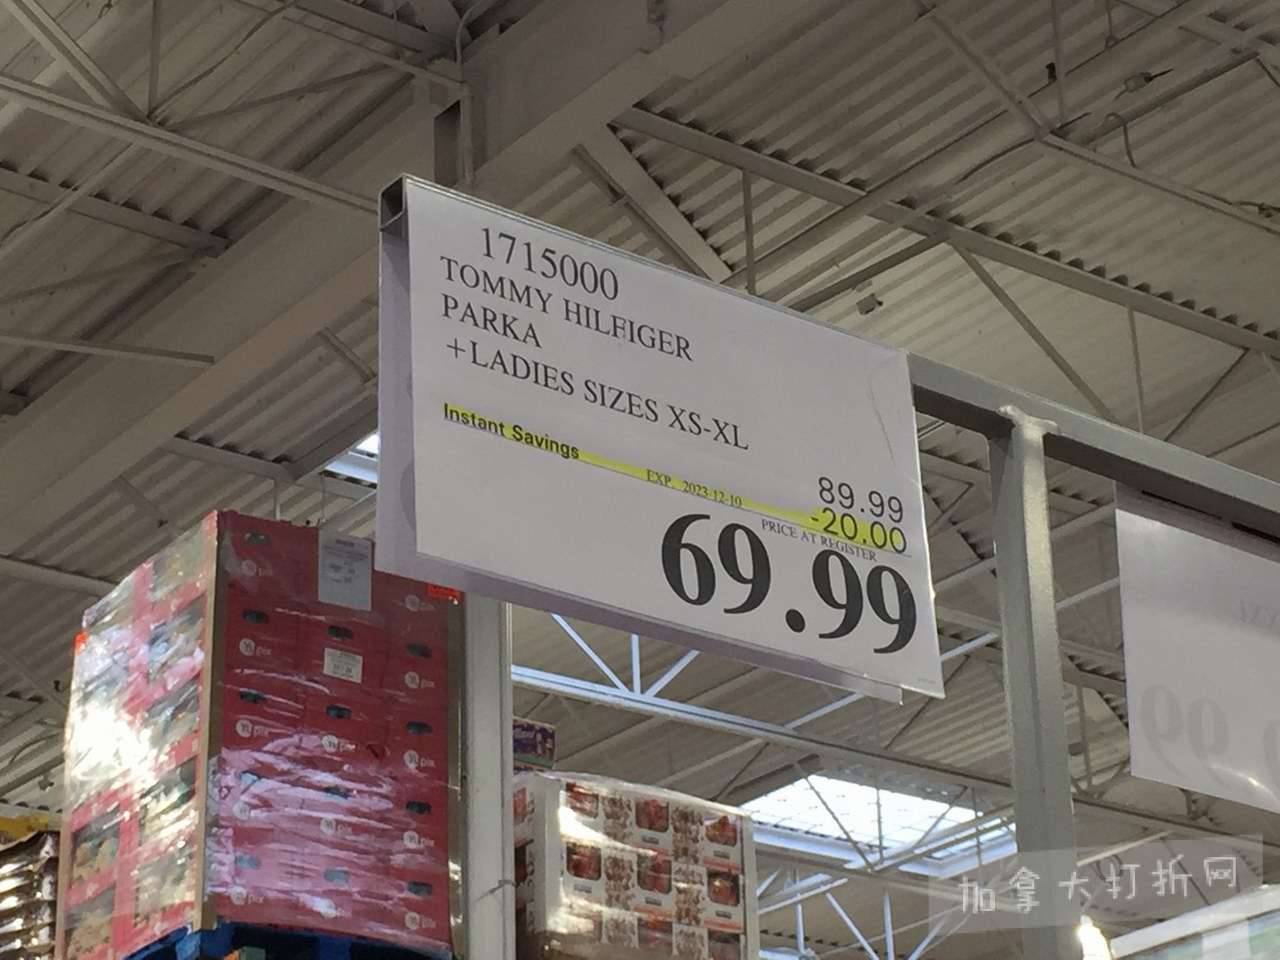 1715000
TOMMY HILFIGER
PARKA
+LADIES SIZES XS-XL
89.99
Instant Savings EXP. 2023-12-10 -20.00
PRICE AT REGISTER
69.99
加拿大打折网